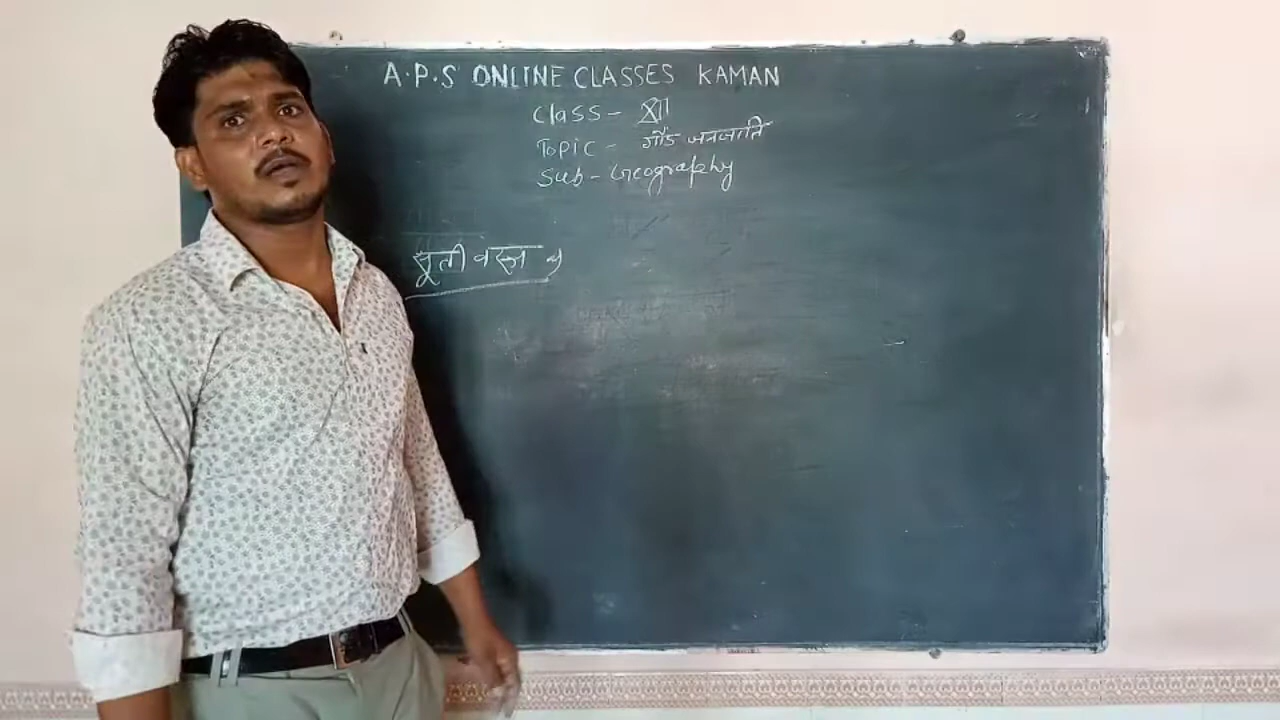 A.P.S ONLINE CLASSES KAMAN
Class - XII
Topic - गोंड जनजाति
Sub - Geography
सूती वस्त्र